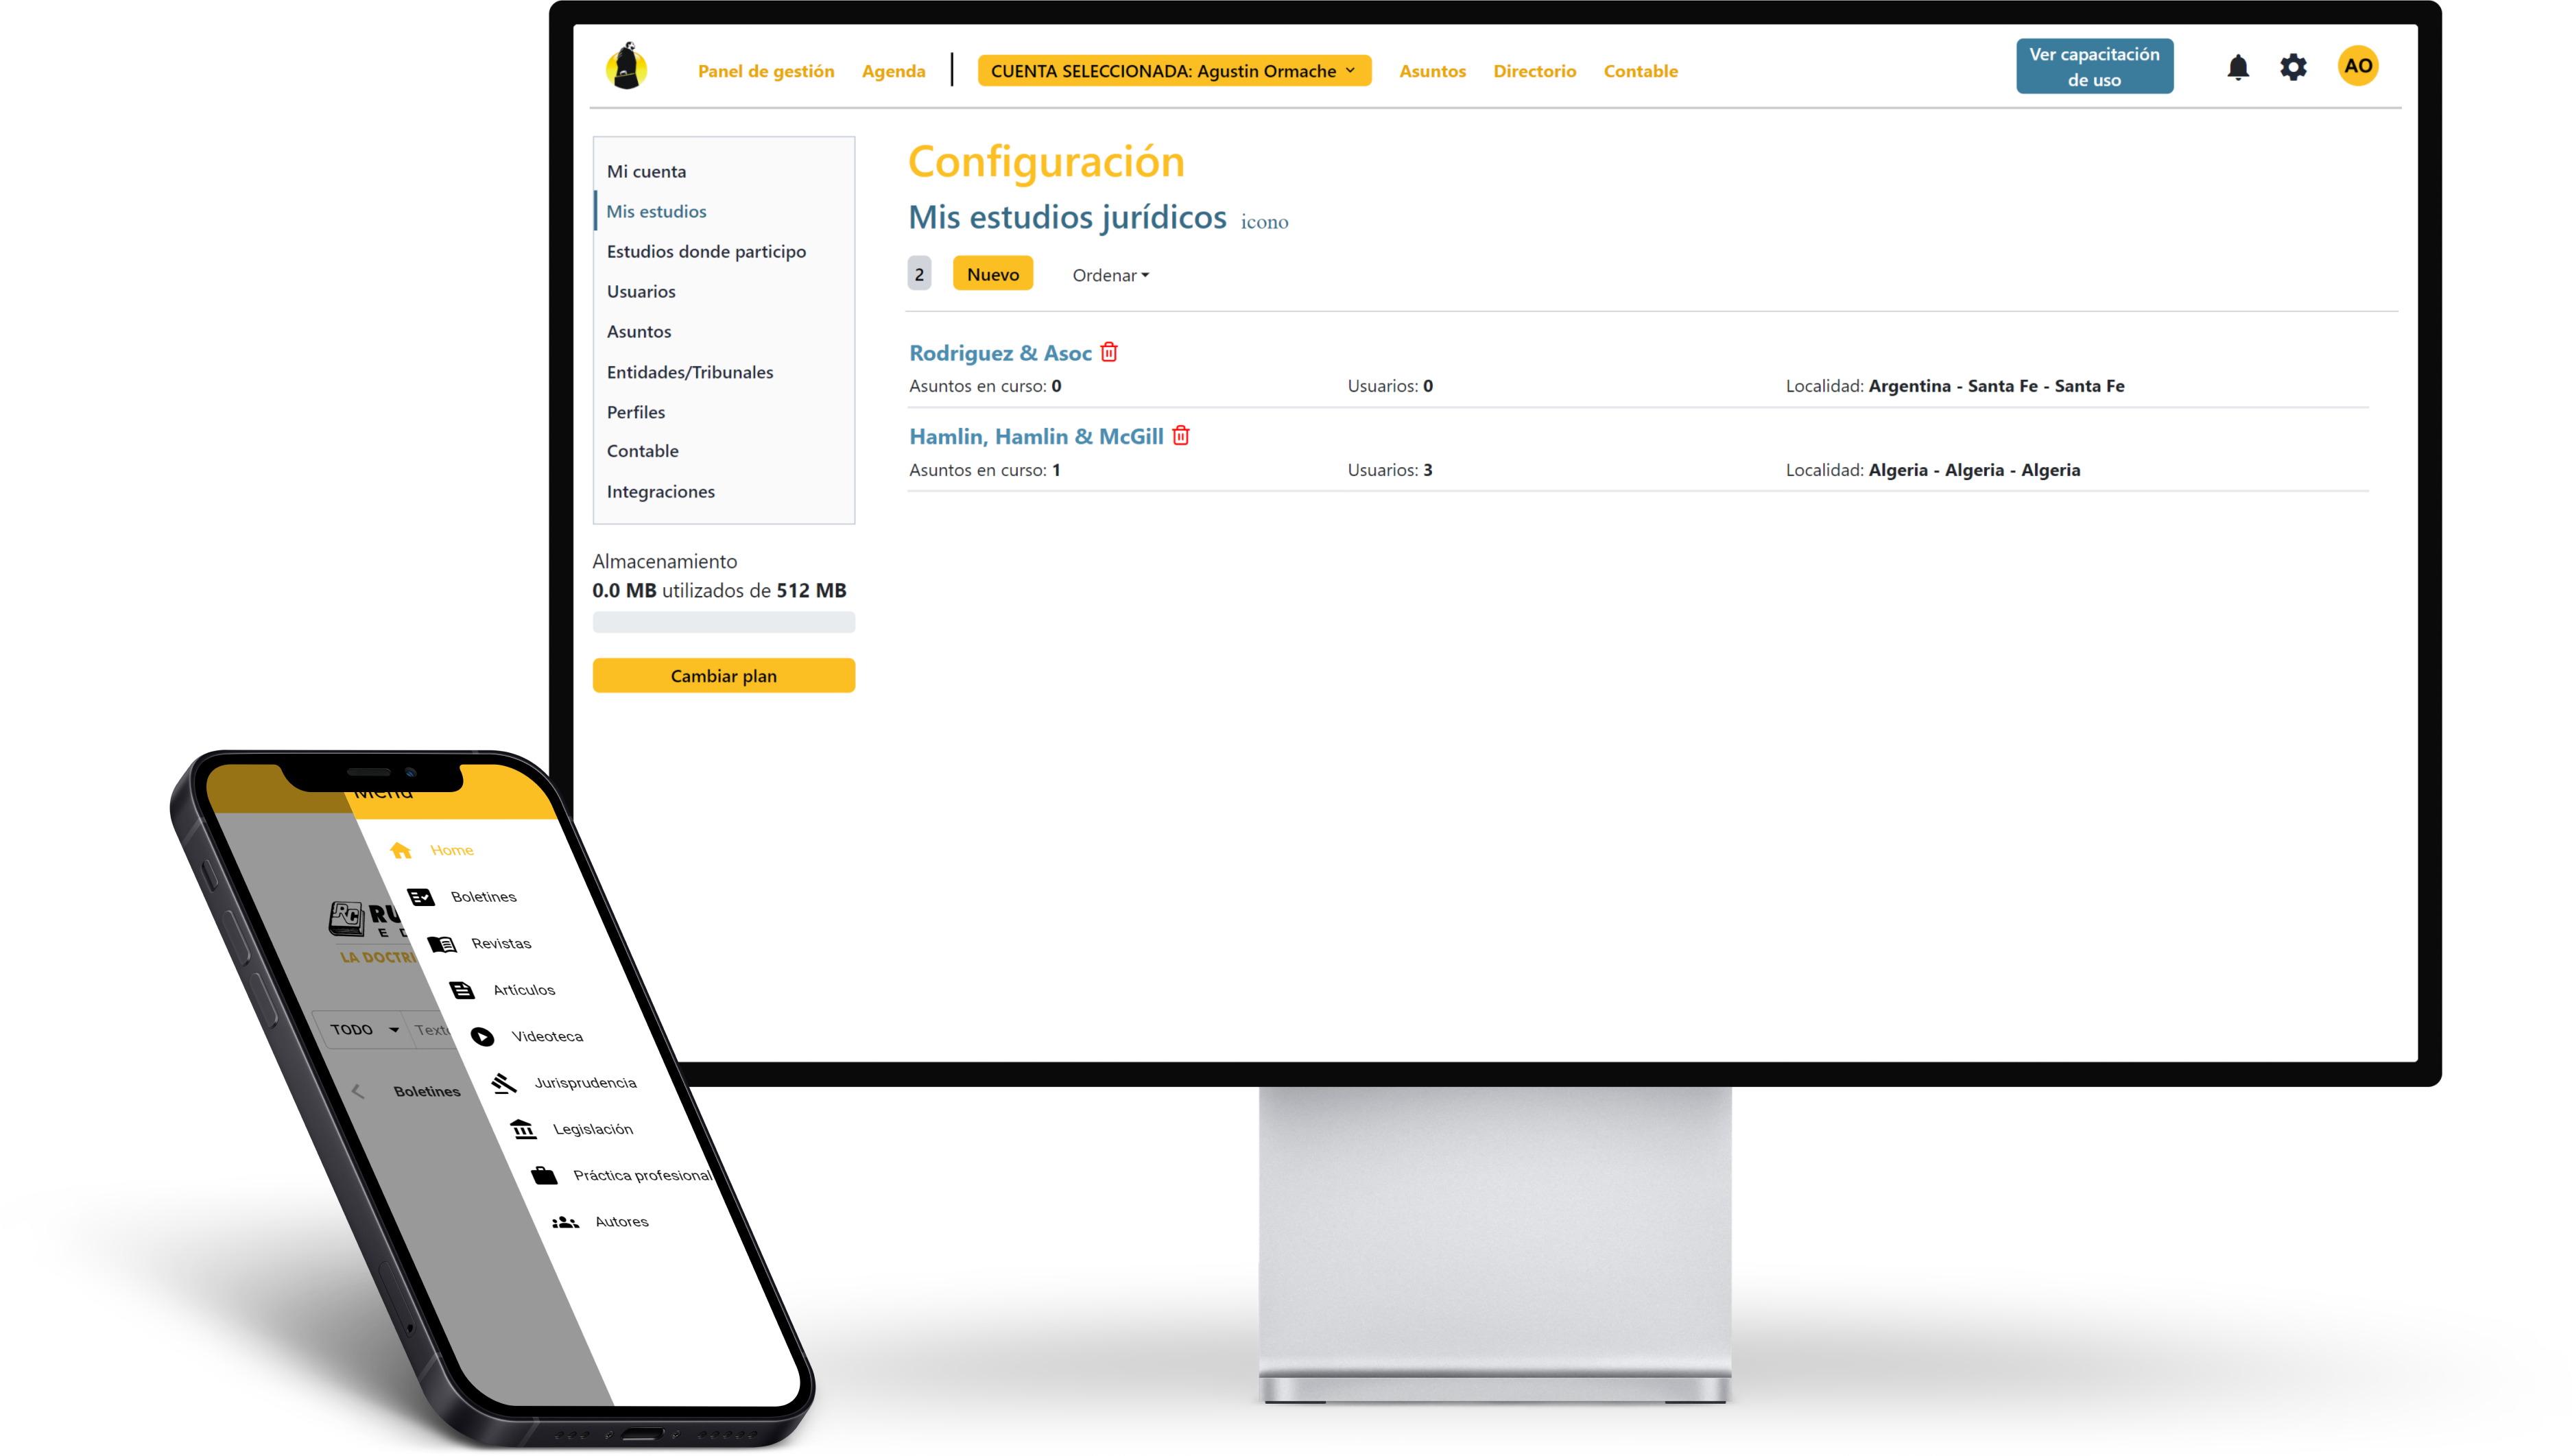 Panel de gestión Agenda CUENTA SELECCIONADA: Agustin Ormache Asuntos Directorio Contable
Ver capacitación
de uso
AO
Mi cuenta
Mis estudios
Estudios donde participo
Usuarios
Asuntos
Entidades/Tribunales
Perfiles
Contable
Integraciones
Almacenamiento
0.0 MB utilizados de 512 MB
Cambiar plan
Configuración
Mis estudios jurídicos icono
2 Nuevo Ordenar
Rodriguez & Asoc
Asuntos en curso: 0 Usuarios: 0 Localidad: Argentina - Santa Fe - Santa Fe
Hamlin, Hamlin & McGill
Asuntos en curso: 1 Usuarios: 3 Localidad: Algeria - Algeria - Algeria
Menú
Home
Boletines
Revistas
Artículos
Videoteca
Jurisprudencia
Legislación
Práctica profesional
Autores
RC RU
E D
LA DOCTRI
TODO Text
Boletines